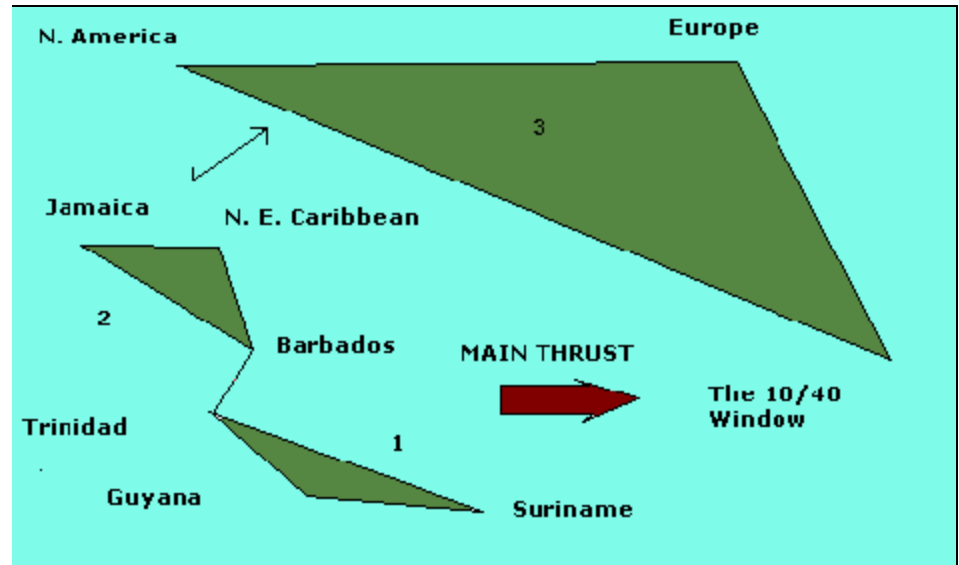 N. America
Europe
3
Jamaica
N. E. Caribbean
2
Barbados
MAIN THRUST
The 10/40
Window
Trinidad
1
Guyana
Suriname